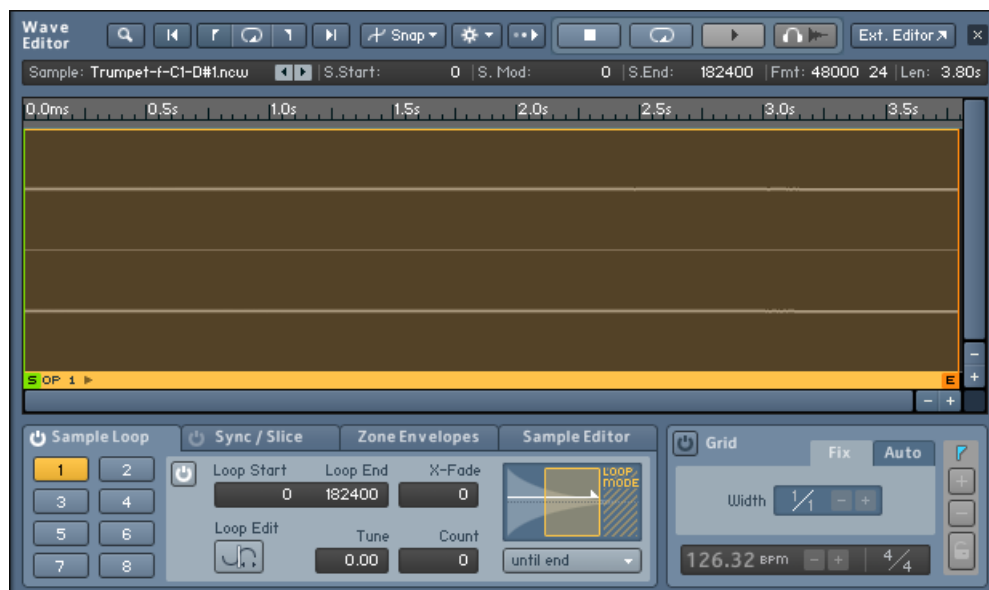 Wave Editor
Snap
Ext. Editor
Sample: Trumpet-f-C1-D#1.ncw S.Start: 0 S. Mod: 0 S.End: 182400 Fmt: 48000 24 Len: 3.80s
0.0ms 0.5s 1.0s 1.5s 2.0s 2.5s 3.0s 3.5s
S OP 1 E
Sample Loop Sync / Slice Zone Envelopes Sample Editor
1 2
3 4
5 6
7 8
Loop Start Loop End X-Fade
0 182400 0
Loop Edit Tune Count
0.00 0
LOOP MODE
until end
Grid Fix Auto
Width 1/1 - +
126.32 BPM - + 4/4